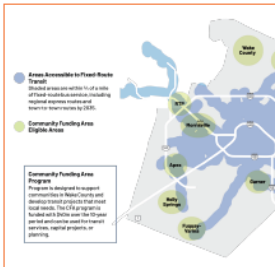 Areas Accessible to Fixed-Route
Transit
Shaded areas are within ¾ of a mile
of fixed-route bus service, including
regional express routes and
town-to-town routes by 2035.
Community Funding Area
Eligible Areas
Community Funding Area
Program
Program is designed to support
communities in Wake County and
develop transit projects that meet
local needs. The CFA program is
funded with over the 10-year
period and can be used for transit
services, capital projects, or
planning.
Wake
County
RTP
Morrisville
Apex
Holly
Springs
Garner
Fuquay-
Varina